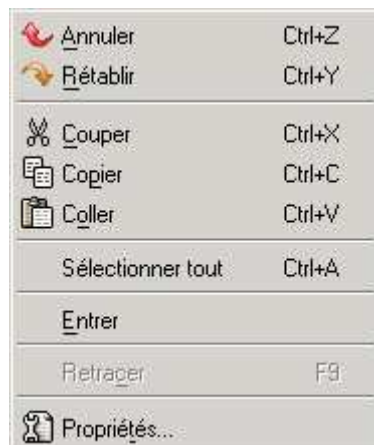 Annuler Ctrl+Z
Rétablir Ctrl+Y
Couper Ctrl+X
Copier Ctrl+C
Coller Ctrl+V
Sélectionner tout Ctrl+A
Entrer
Retracer F9
Propriétés...